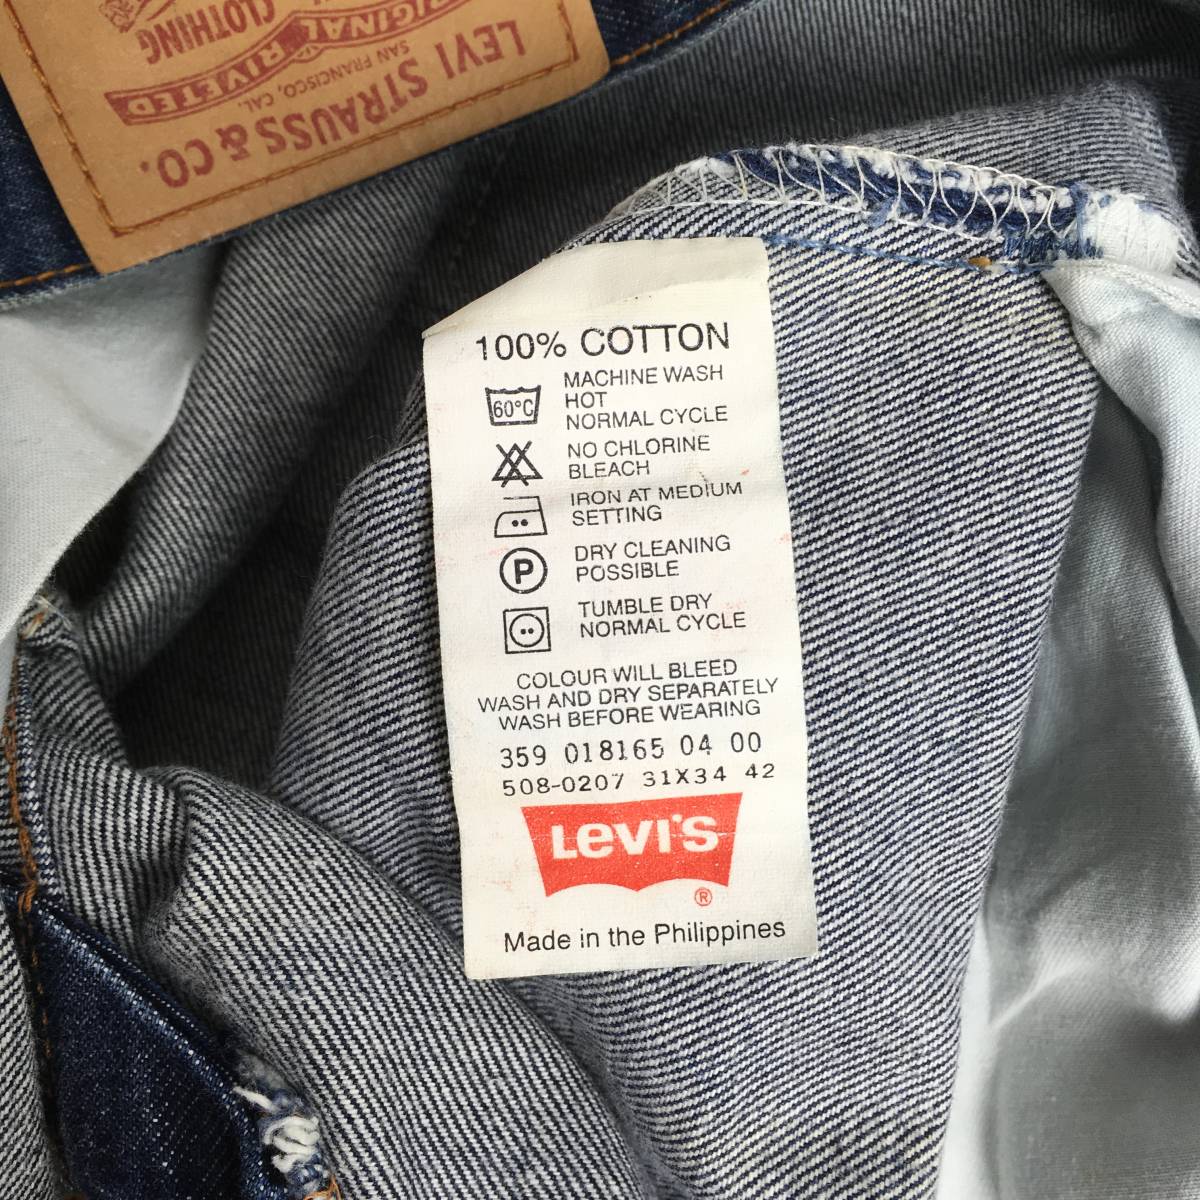 LEVI STRAUSS & CO.
SAN FRANCISCO, CAL.
ORIGINAL RIVETED
CLOTHING
100% COTTON
60°C
MACHINE WASH
HOT
NORMAL CYCLE
NO CHLORINE
BLEACH
IRON AT MEDIUM
SETTING
P
DRY CLEANING
POSSIBLE
TUMBLE DRY
NORMAL CYCLE
COLOUR WILL BLEED
WASH AND DRY SEPARATELY
WASH BEFORE WEARING
359 018165 04 00
508-0207 31X34 42
LEVI'S
®
Made in the Philippines